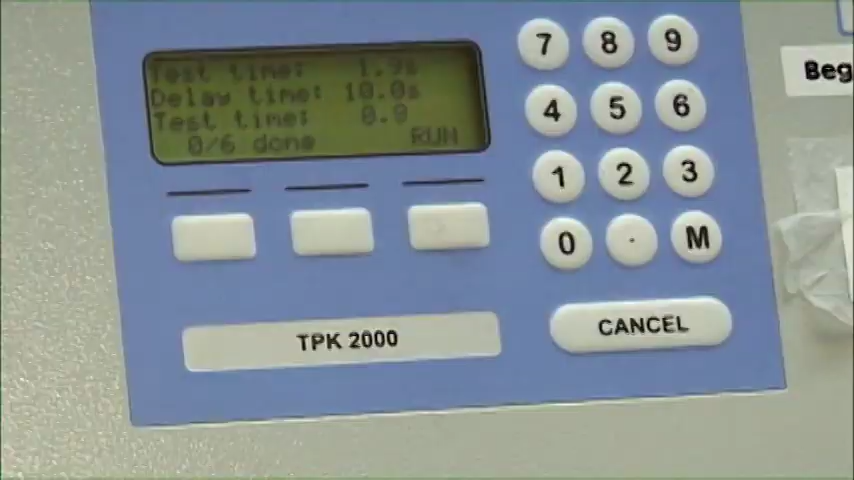 Test time: 1.9s
Delay time: 10.0s
Test time: 0.0
0/6 done RUN
7 8 9
4 5 6
1 2 3
0 . M
CANCEL
TPK 2000
Beg